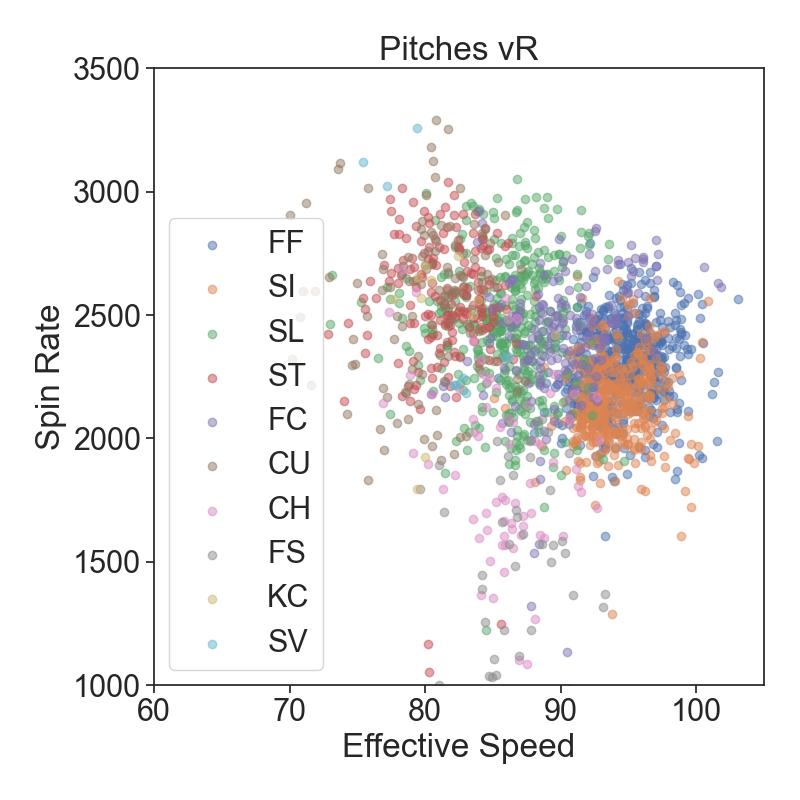 Pitches vR
Spin Rate
3500
3000
2500
2000
1500
1000
FF
SI
SL
ST
FC
CU
CH
FS
KC
SV
60
70
80
90
100
Effective Speed